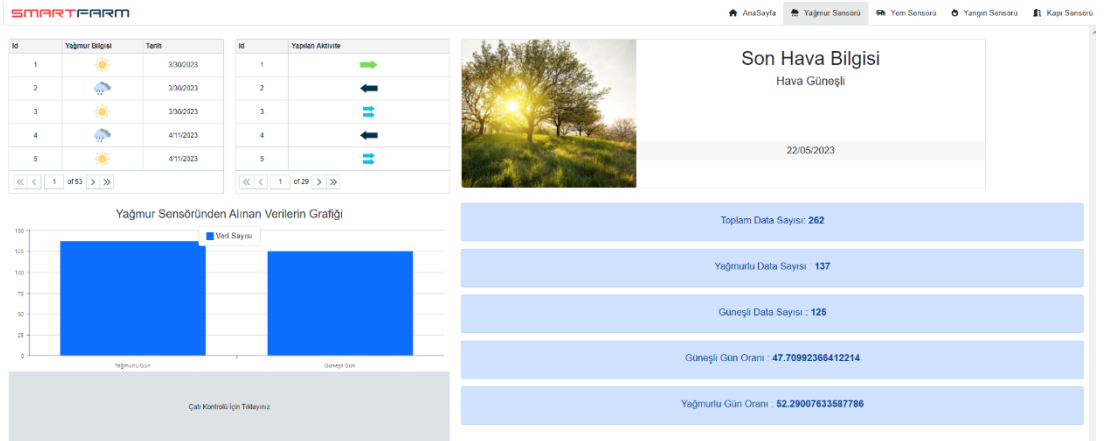 SMARTFARM
AnaSayfa Yağmur Sensörü Yem Sensörü Yangın Sensörü Kapı Sensörü
Id Yağmur Bilgisi Tarih
1 3/30/2023
2 3/30/2023
3 3/30/2023
4 4/11/2023
5 4/11/2023
1 of 53
Id Yapılan Aktivite
1
2
3
4
5
1 of 29
Son Hava Bilgisi
Hava Güneşli
22/05/2023
Yağmur Sensöründen Alınan Verilerin Grafiği
Veri Sayısı
150
125
100
75
50
25
0
Yağmurlu Gün Güneşli Gün
Çatı Kontrolü İçin Tıklayınız
Toplam Data Sayısı: 262
Yağmurlu Data Sayısı : 137
Güneşli Data Sayısı : 125
Güneşli Gün Oranı : 47.70992366412214
Yağmurlu Gün Oranı : 52.29007633587786